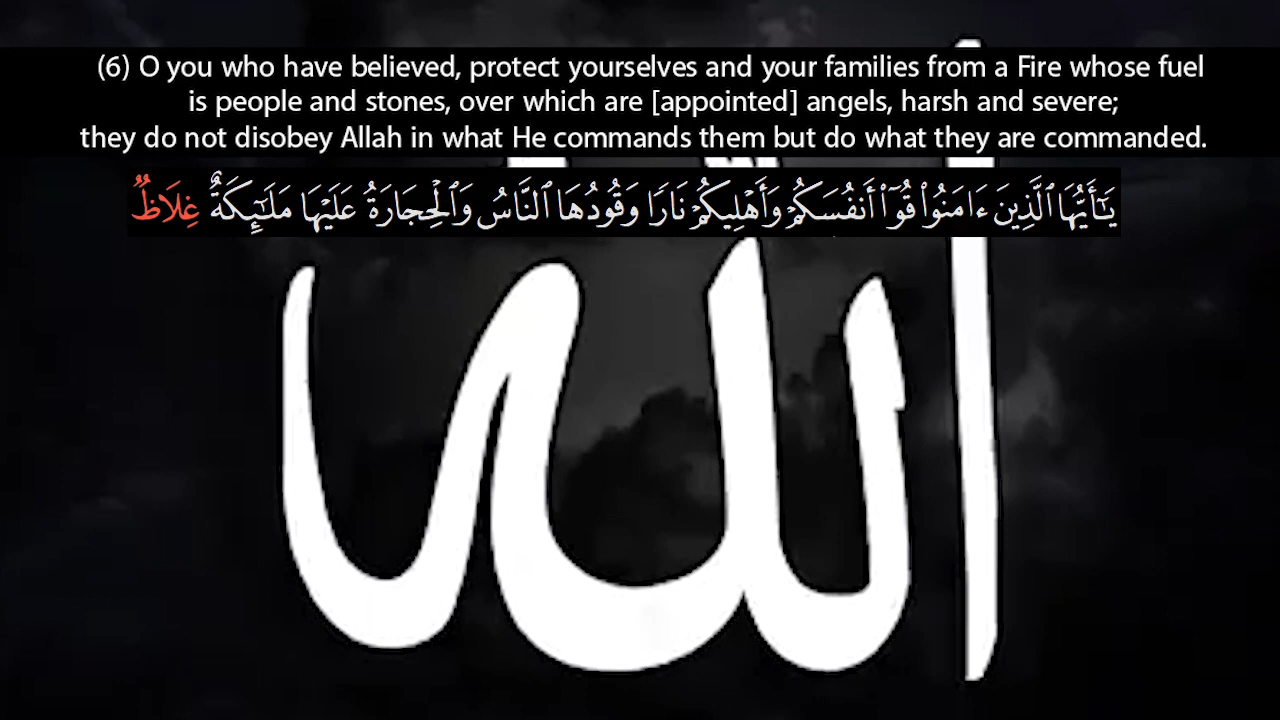 (6) O you who have believed, protect yourselves and your families from a Fire whose fuel
is people and stones, over which are [appointed] angels, harsh and severe;
they do not disobey Allah in what He commands them but do what they are commanded.
يَـٰٓأَيُّهَا ٱلَّذِينَ ءَامَنُوا۟ قُوٓا۟ أَنفُسَكُمْ وَأَهْلِيكُمْ نَارًا وَقُودُهَا ٱلنَّاسُ وَٱلْحِجَارَةُ عَلَيْهَا مَلَـٰٓئِكَةٌ غِلَاظٌ
الله